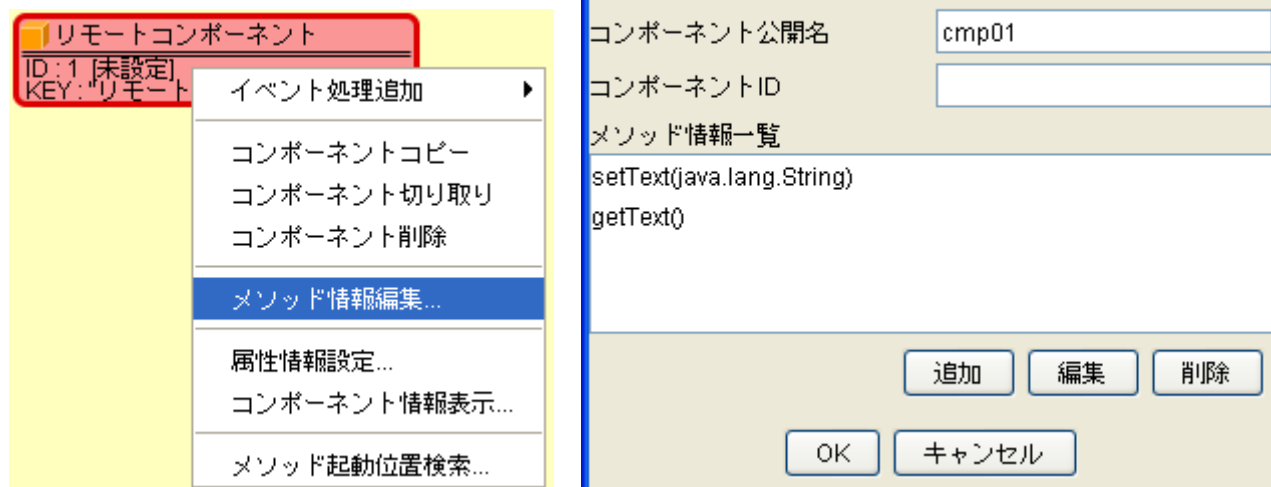 リモートコンポーネント
ID : 1 [未設定]
KEY : "リモート
イベント処理追加
コンポーネントコピー
コンポーネント切り取り
コンポーネント削除
メソッド情報編集...
属性情報設定...
コンポーネント情報表示...
メソッド起動位置検索...
コンポーネント公開名
cmp01
コンポーネントID
メソッド情報一覧
setText(java.lang.String)
getText()
追加
編集
削除
OK
キャンセル